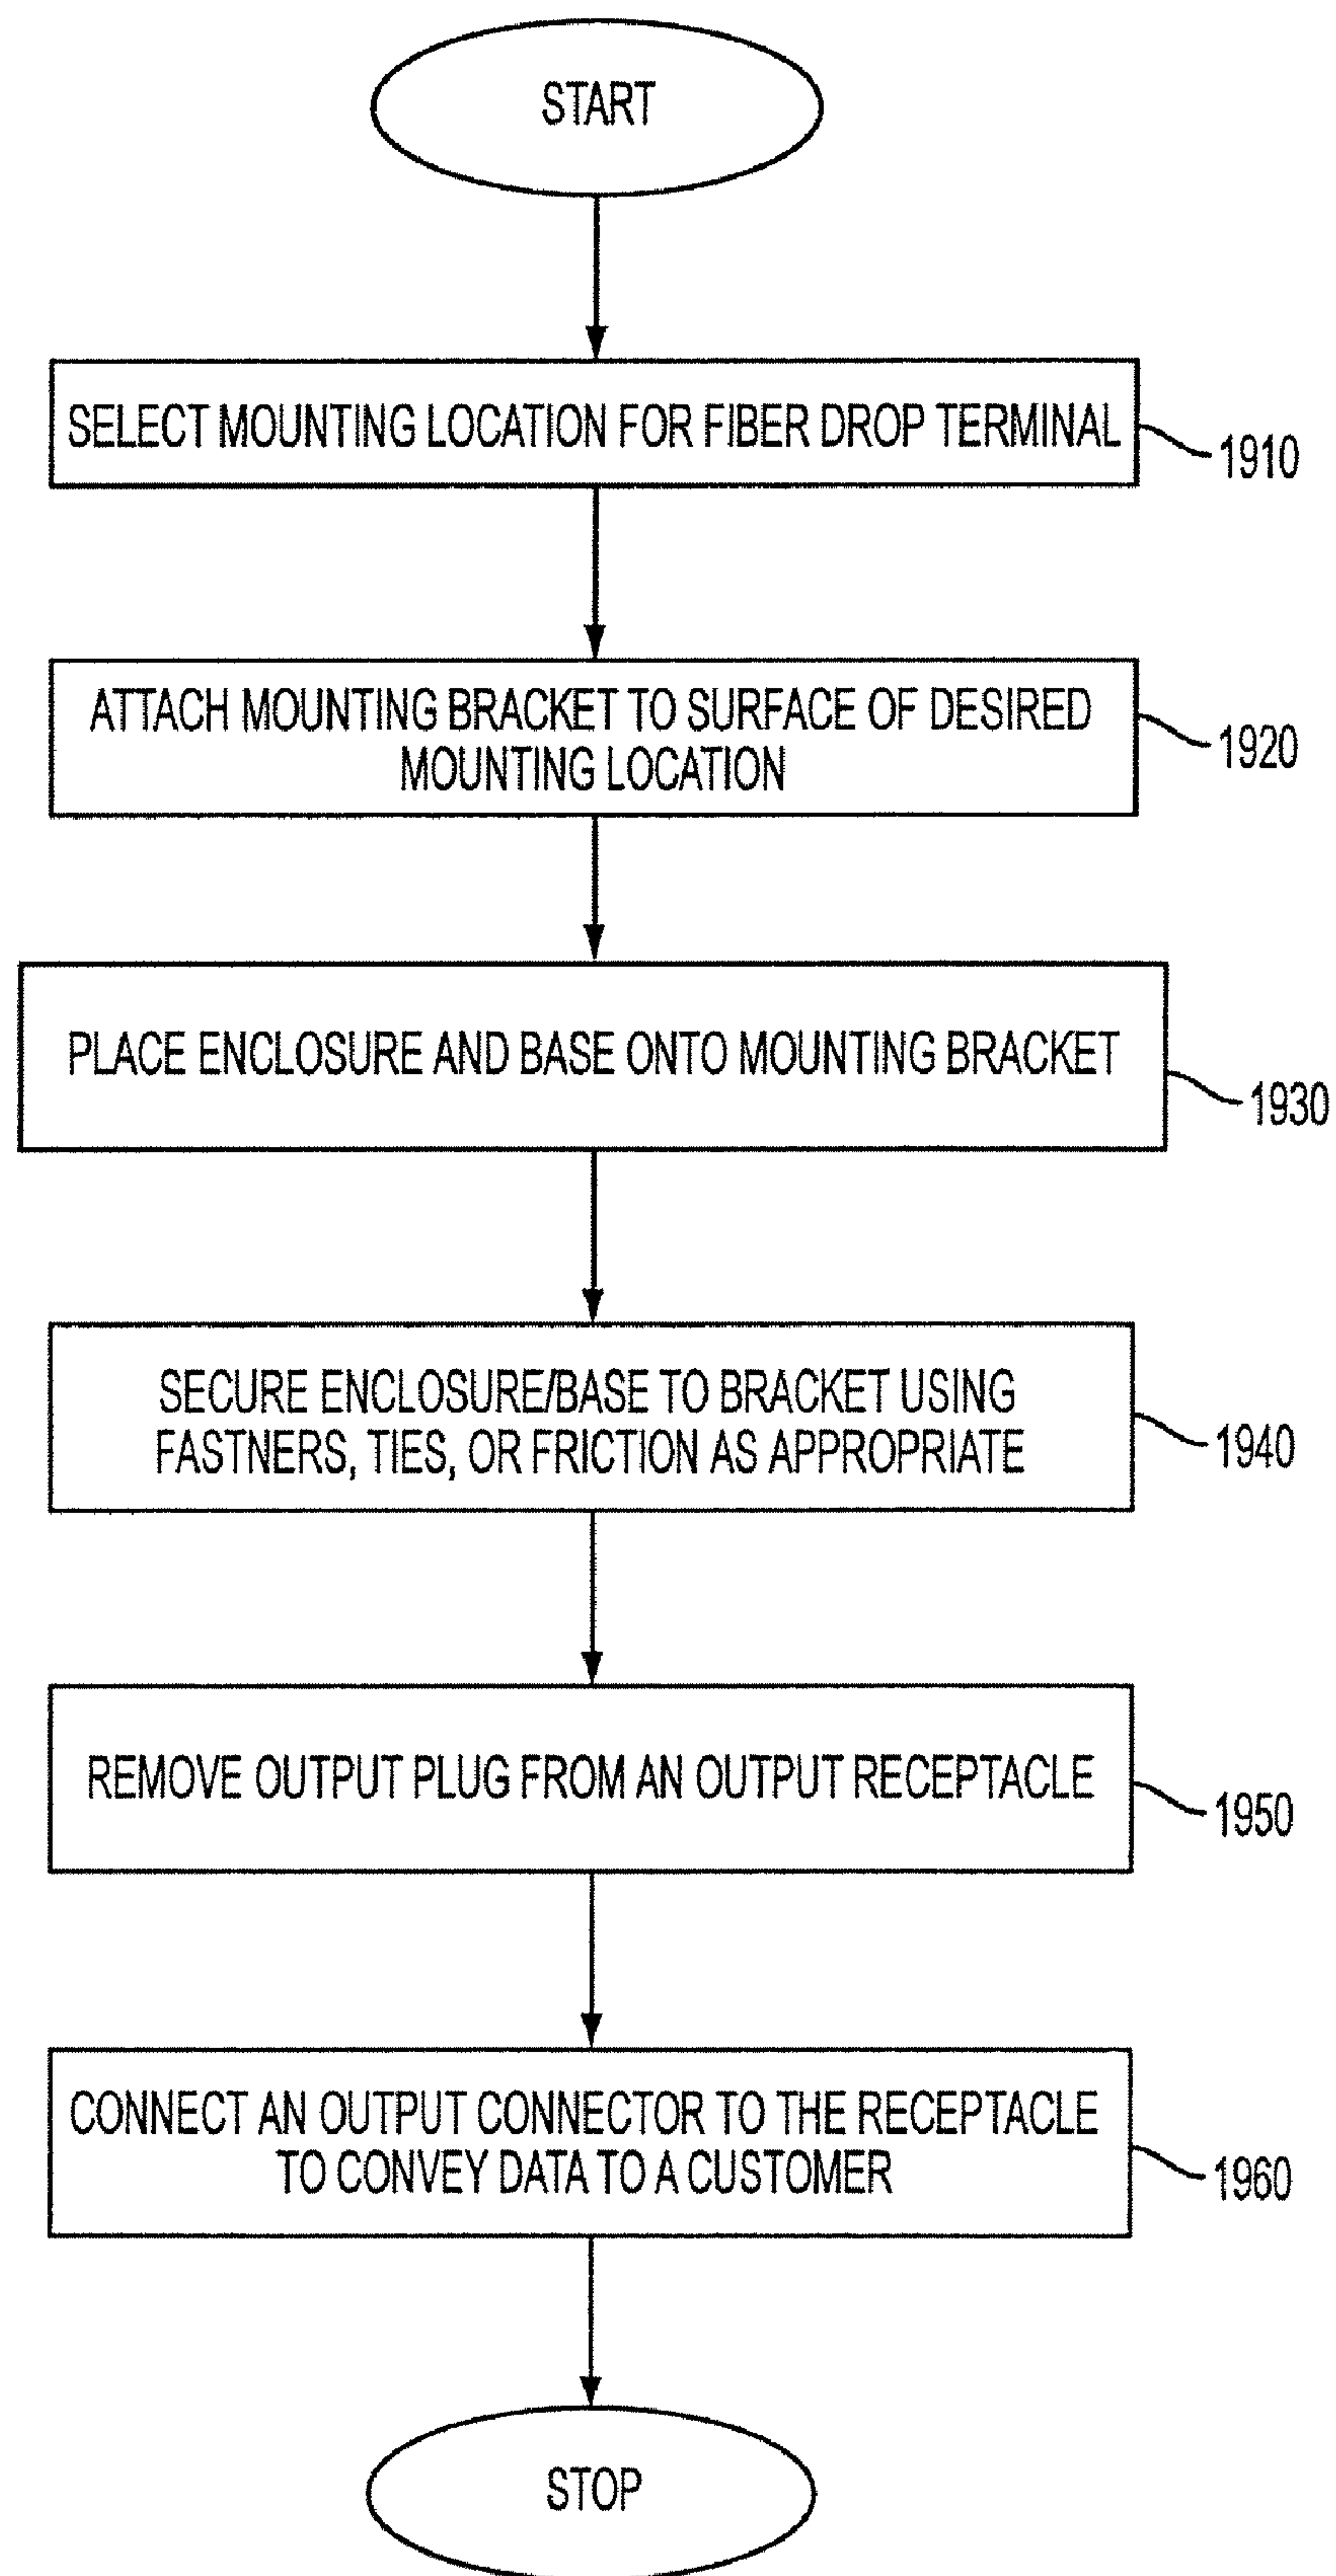 START
SELECT MOUNTING LOCATION FOR FIBER DROP TERMINAL
1910
ATTACH MOUNTING BRACKET TO SURFACE OF DESIRED
MOUNTING LOCATION
1920
PLACE ENCLOSURE AND BASE ONTO MOUNTING BRACKET
1930
SECURE ENCLOSURE/BASE TO BRACKET USING
FASTNERS, TIES, OR FRICTION AS APPROPRIATE
1940
REMOVE OUTPUT PLUG FROM AN OUTPUT RECEPTACLE
1950
CONNECT AN OUTPUT CONNECTOR TO THE RECEPTACLE
TO CONVEY DATA TO A CUSTOMER
1960
STOP